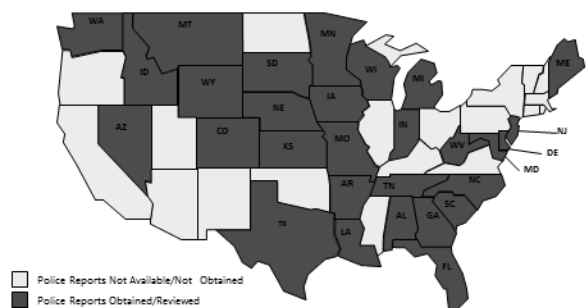 WA
MT
MN
ME
ID
SD
WI
MI
WY
NJ
IA
NE
IN
AZ
CO
MO
WV
DE
KS
MD
NC
TN
AR
SC
AL
GA
TX
LA
FL
Police Reports Not Available/Not Obtained
Police Reports Obtained/Reviewed